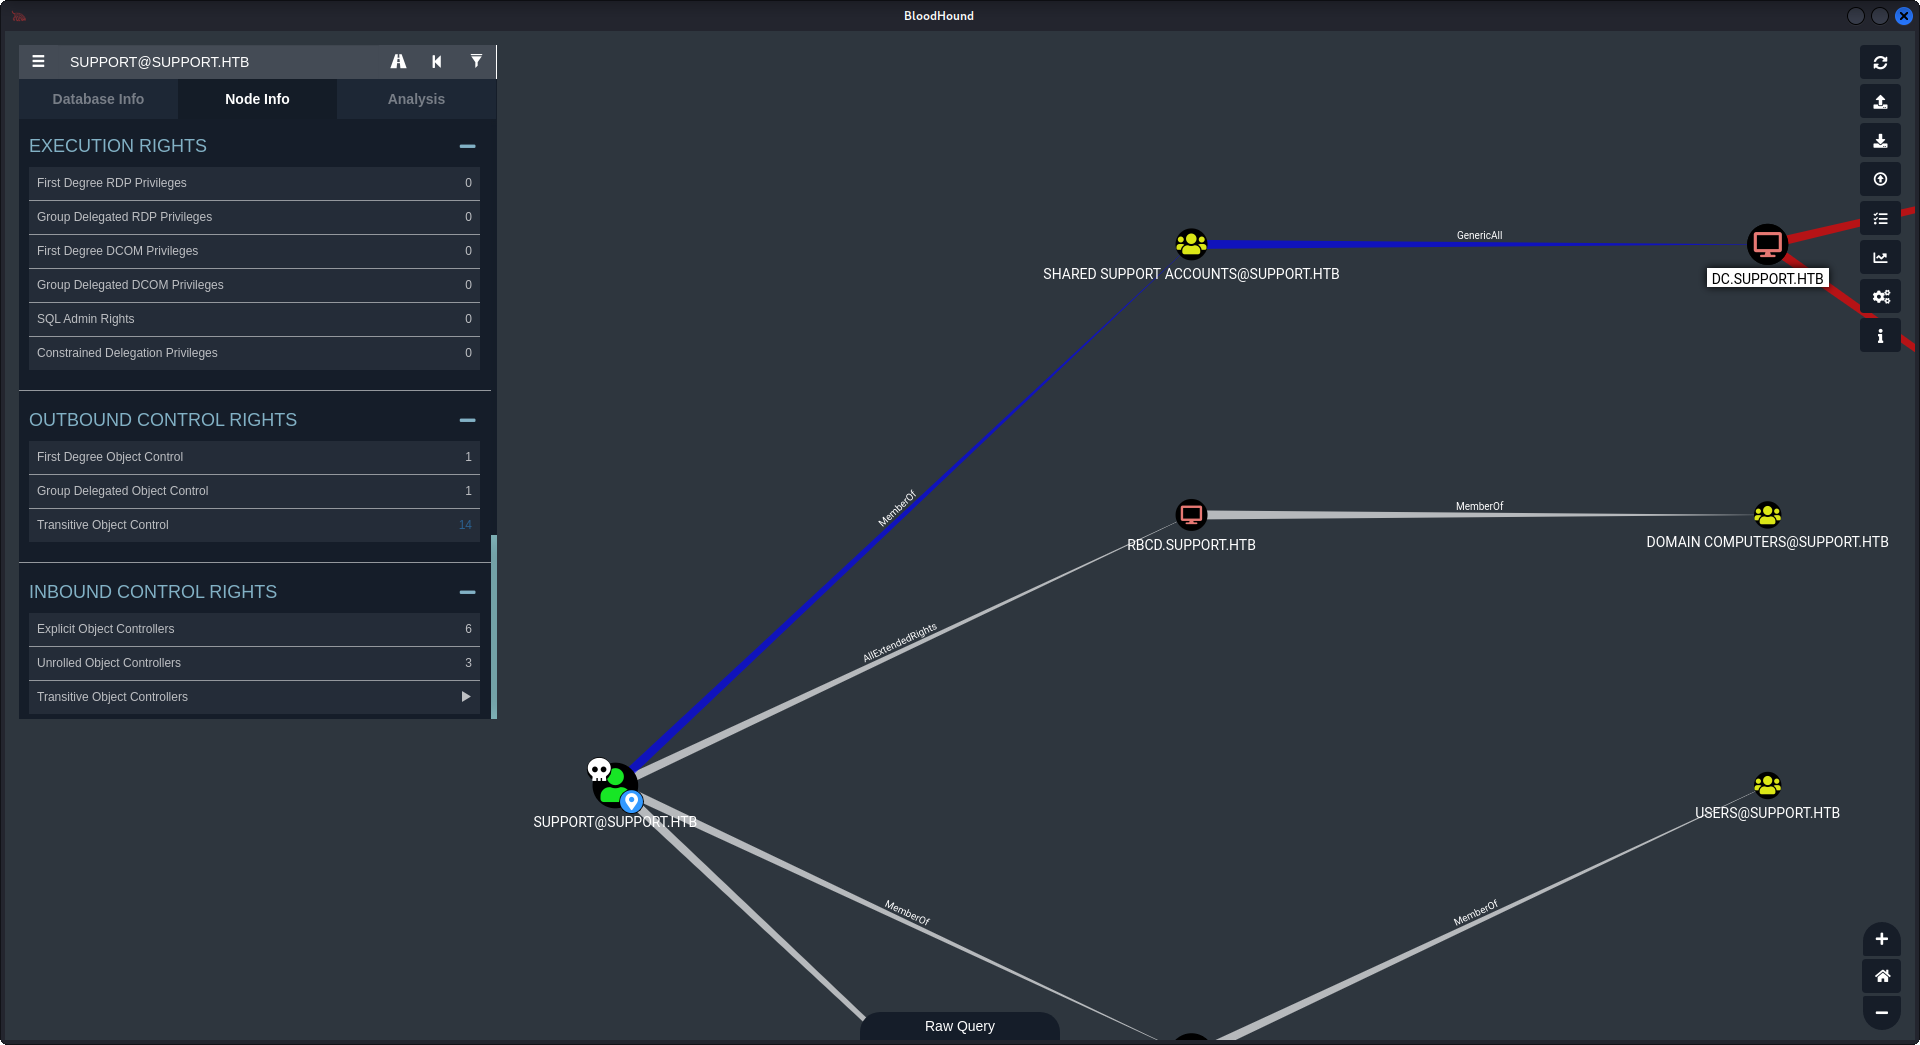 BloodHound
SUPPORT@SUPPORT.HTB
Database Info
Node Info
Analysis
EXECUTION RIGHTS
First Degree RDP Privileges 0
Group Delegated RDP Privileges 0
First Degree DCOM Privileges 0
Group Delegated DCOM Privileges 0
SQL Admin Rights 0
Constrained Delegation Privileges 0
OUTBOUND CONTROL RIGHTS
First Degree Object Control 1
Group Delegated Object Control 1
Transitive Object Control 14
INBOUND CONTROL RIGHTS
Explicit Object Controllers 6
Unrolled Object Controllers 3
Transitive Object Controllers
GenericAll
SHARED SUPPORT ACCOUNTS@SUPPORT.HTB
DC.SUPPORT.HTB
MemberOf
MemberOf
RBCD.SUPPORT.HTB
DOMAIN COMPUTERS@SUPPORT.HTB
AllExtendedRights
SUPPORT@SUPPORT.HTB
USERS@SUPPORT.HTB
MemberOf
MemberOf
Raw Query